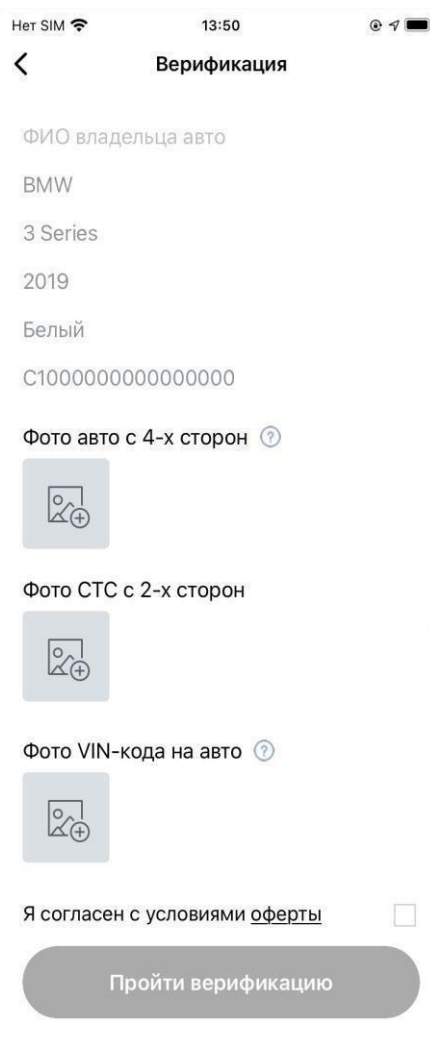 Нет SIM 13:50
Верификация
ФИО владельца авто
BMW
3 Series
2019
Белый
C1000000000000000
Фото авто с 4-х сторон ?
Фото СТС с 2-х сторон
Фото VIN-кода на авто ?
Я согласен с условиями оферты
Пройти верификацию